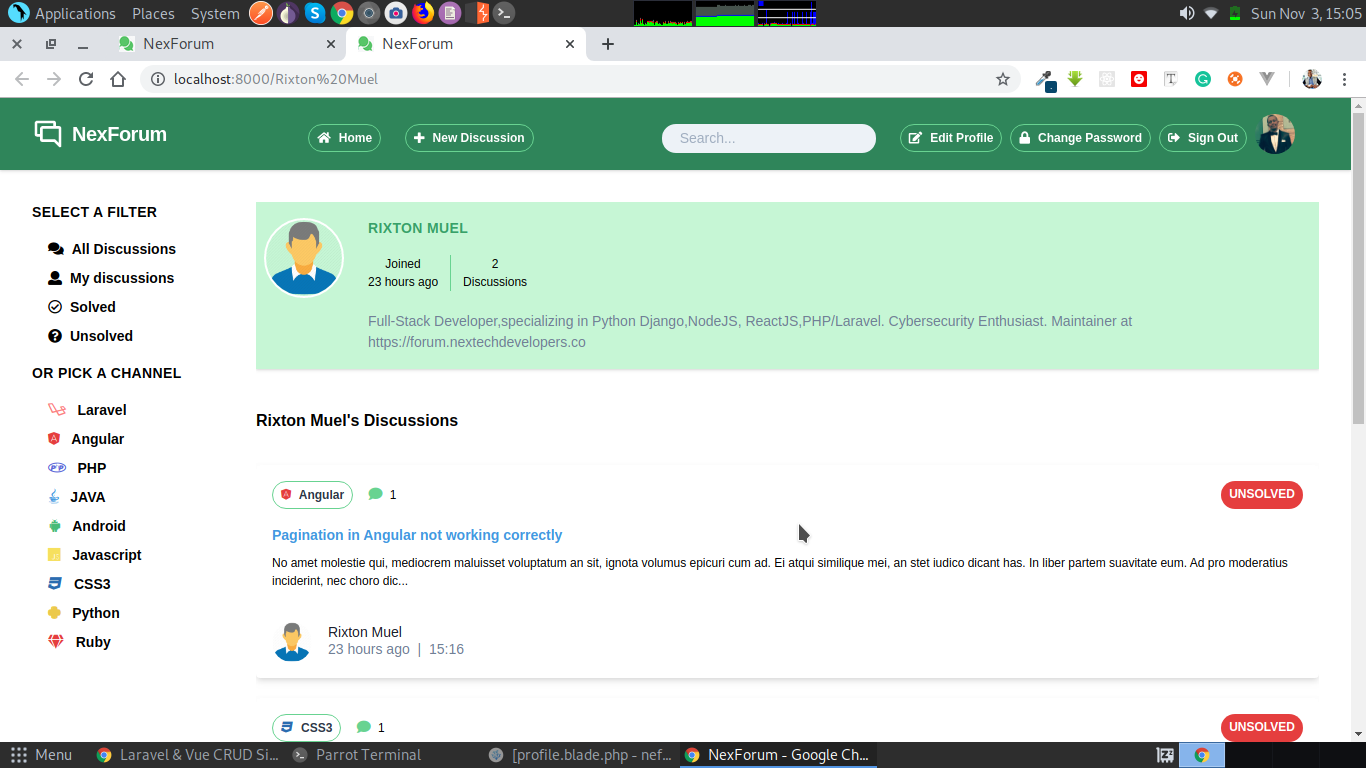 Applications Places System Sun Nov 3, 15:05
NexForum NexForum
localhost:8000/Rixton%20Muel
NexForum Home New Discussion Search... Edit Profile Change Password Sign Out
SELECT A FILTER
All Discussions
My discussions
Solved
Unsolved
OR PICK A CHANNEL
Laravel
Angular
PHP
JAVA
Android
Javascript
CSS3
Python
Ruby
RIXTON MUEL
Joined 2
23 hours ago Discussions
Full-Stack Developer,specializing in Python Django,NodeJS, ReactJS,PHP/Laravel. Cybersecurity Enthusiast. Maintainer at
https://forum.nextechdevelopers.co
Rixton Muel's Discussions
Angular 1 UNSOLVED
Pagination in Angular not working correctly
No amet molestie qui, mediocrem maluisset voluptatum an sit, ignota volumus epicuri cum ad. Ei atqui similique mei, an stet iudico dicant has. In liber partem suavitate eum. Ad pro moderatius
inciderint, nec choro dic...
Rixton Muel
23 hours ago | 15:16
CSS3 1 UNSOLVED
Menu Laravel & Vue CRUD Si... Parrot Terminal [profile.blade.php - nef... NexForum - Google Ch...